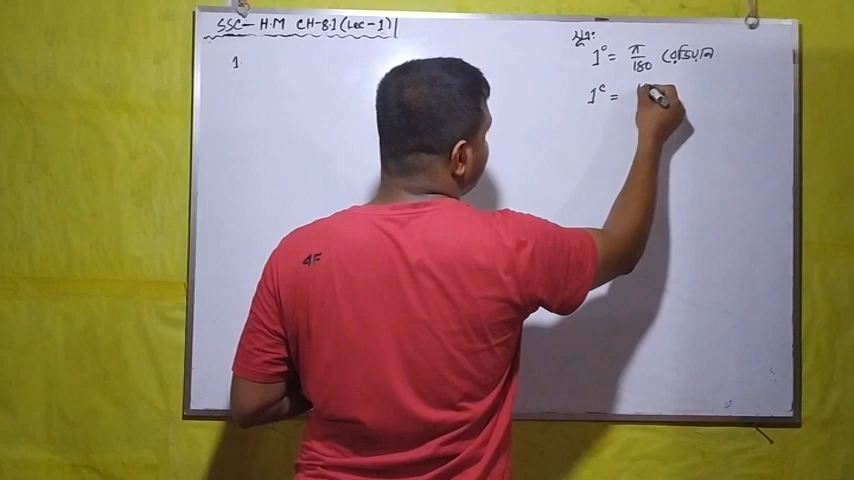 SSC - H.M CH-8.1 (Lec-1)
1.
সূত্র:
1° = π/180 রেডিয়ান
1ᶜ =
4F